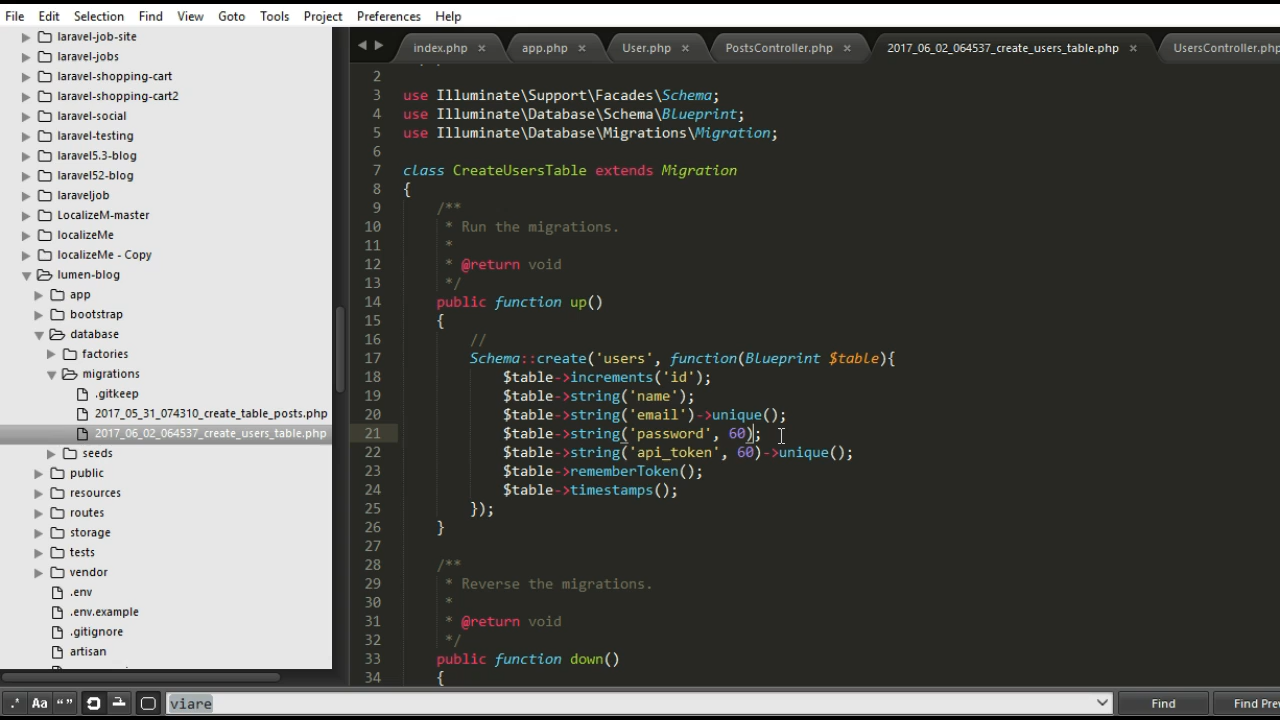 File Edit Selection Find View Goto Tools Project Preferences Help
laravel-job-site
laravel-jobs
laravel-shopping-cart
laravel-shopping-cart2
laravel-social
laravel-testing
laravel5.3-blog
laravel52-blog
laraveljob
LocalizeM-master
localizeMe
localizeMe - Copy
lumen-blog
app
bootstrap
database
factories
migrations
.gitkeep
2017_05_31_074310_create_table_posts.php
2017_06_02_064537_create_users_table.php
seeds
public
resources
routes
storage
tests
vendor
.env
.env.example
.gitignore
artisan
index.php × app.php × User.php × PostsController.php × 2017_06_02_064537_create_users_table.php × UsersController.php
2
3 use Illuminate\Support\Facades\Schema;
4 use Illuminate\Database\Schema\Blueprint;
5 use Illuminate\Database\Migrations\Migration;
6
7 class CreateUsersTable extends Migration
8 {
9 /**
10 * Run the migrations.
11 *
12 * @return void
13 */
14 public function up()
15 {
16 //
17 Schema::create('users', function(Blueprint $table){
18 $table->increments('id');
19 $table->string('name');
20 $table->string('email')->unique();
21 $table->string('password', 60);
22 $table->string('api_token', 60)->unique();
23 $table->rememberToken();
24 $table->timestamps();
25 });
26 }
27
28 /**
29 * Reverse the migrations.
30 *
31 * @return void
32 */
33 public function down()
34 {
.* Aa “” viare Find Find Pre